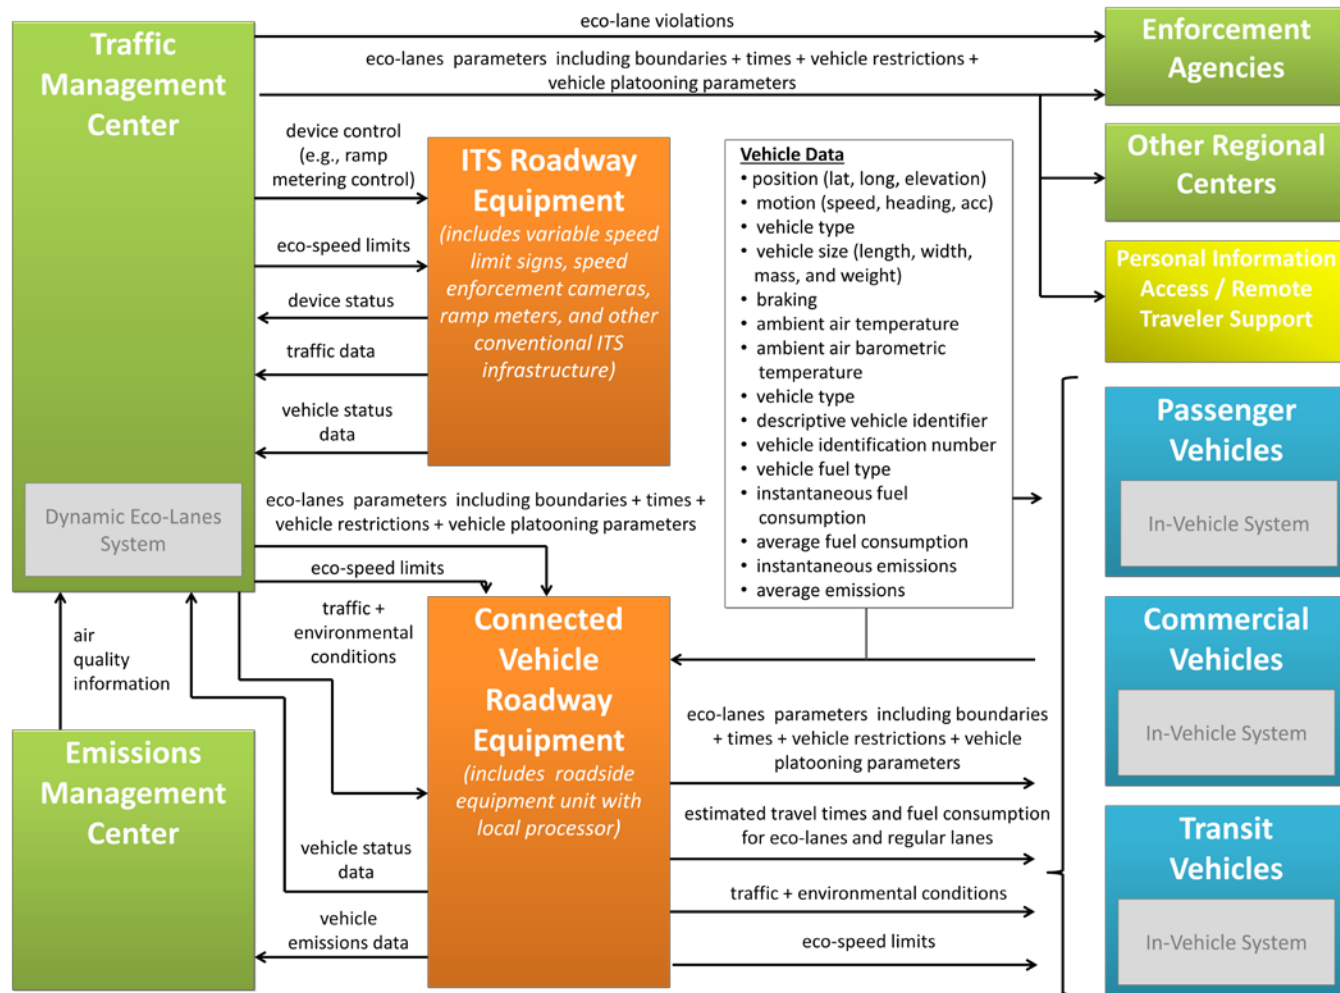 Traffic
Management
Center
Dynamic Eco-Lanes
System
eco-lane violations
eco-lanes parameters including boundaries + times + vehicle restrictions +
vehicle platooning parameters
Enforcement
Agencies
Other Regional
Centers
Personal Information
Access / Remote
Traveler Support
device control
(e.g., ramp
metering control)
eco-speed limits
device status
traffic data
vehicle status
data
ITS Roadway
Equipment
(includes variable speed
limit signs, speed
enforcement cameras,
ramp meters, and other
conventional ITS
infrastructure)
Vehicle Data
• position (lat, long, elevation)
• motion (speed, heading, acc)
• vehicle type
• vehicle size (length, width,
mass, and weight)
• braking
• ambient air temperature
• ambient air barometric
temperature
• vehicle type
• descriptive vehicle identifier
• vehicle identification number
• vehicle fuel type
• instantaneous fuel
consumption
• average fuel consumption
• instantaneous emissions
• average emissions
Passenger
Vehicles
In-Vehicle System
Commercial
Vehicles
In-Vehicle System
Transit
Vehicles
In-Vehicle System
eco-lanes parameters including boundaries + times +
vehicle restrictions + vehicle platooning parameters
eco-speed limits
traffic +
environmental
conditions
air
quality
information
Emissions
Management
Center
vehicle status
data
vehicle
emissions data
Connected
Vehicle
Roadway
Equipment
(includes roadside
equipment unit with
local processor)
eco-lanes parameters including boundaries
+ times + vehicle restrictions + vehicle
platooning parameters
estimated travel times and fuel consumption
for eco-lanes and regular lanes
traffic + environmental conditions
eco-speed limits